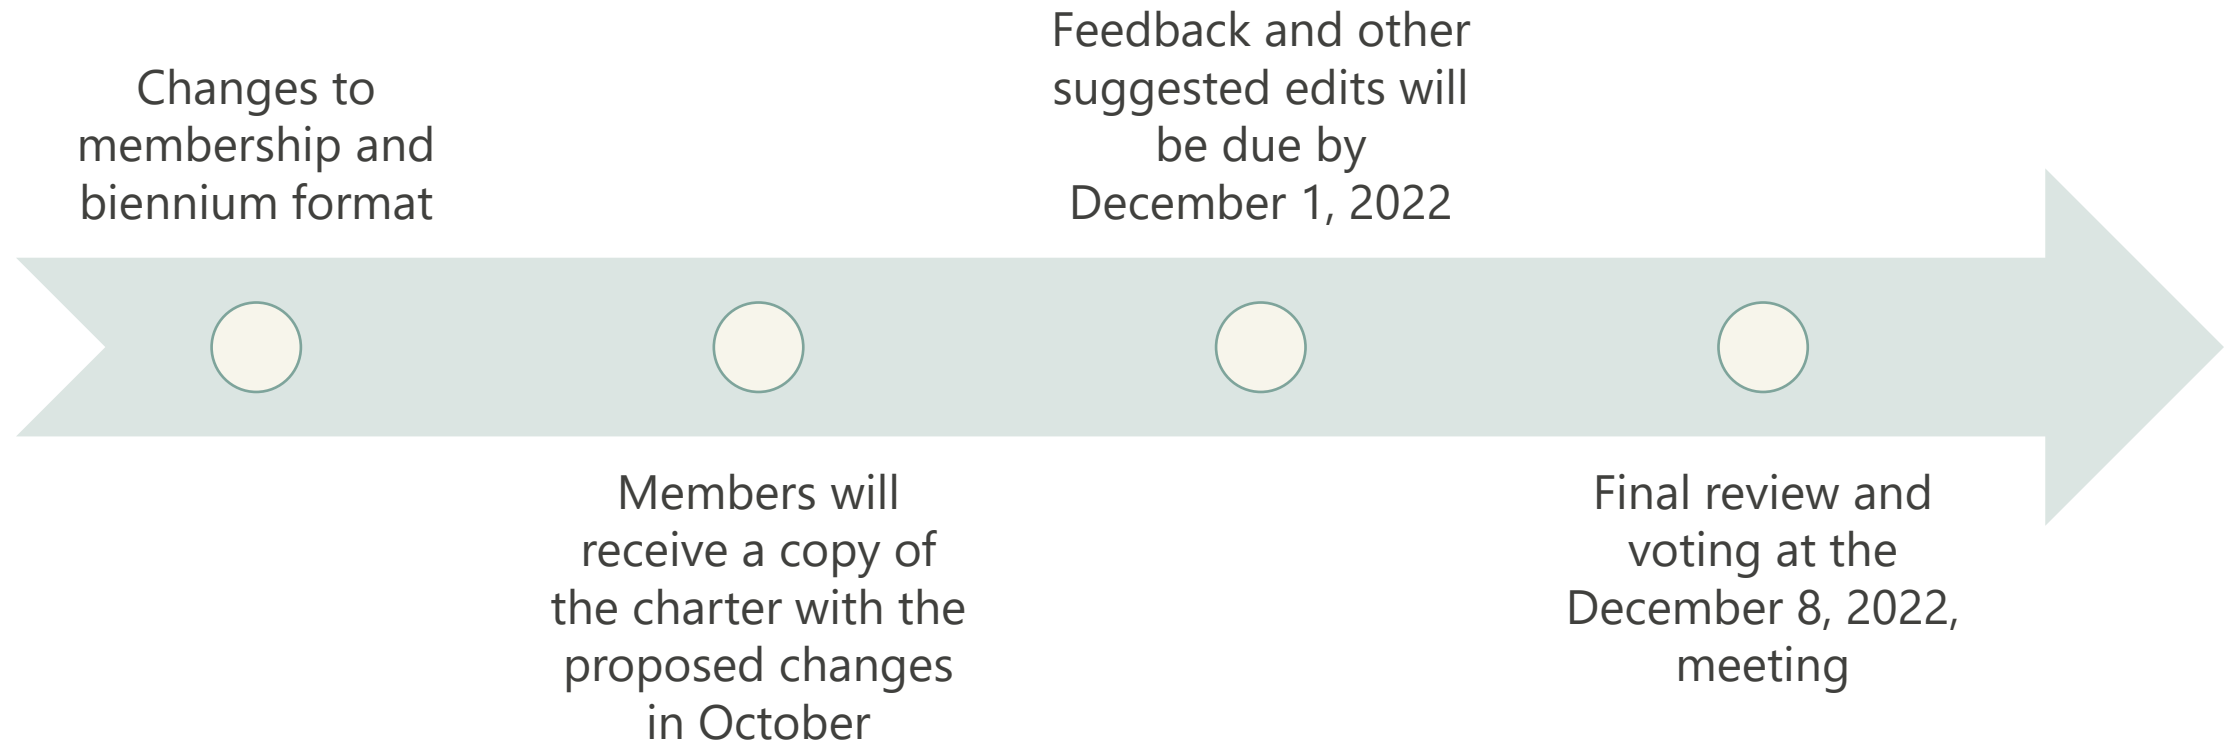 Changes to
membership and
biennium format
Members will
receive a copy of
the charter with the
proposed changes
in October
Feedback and other
suggested edits will
be due by
December 1, 2022
Final review and
voting at the
December 8, 2022,
meeting